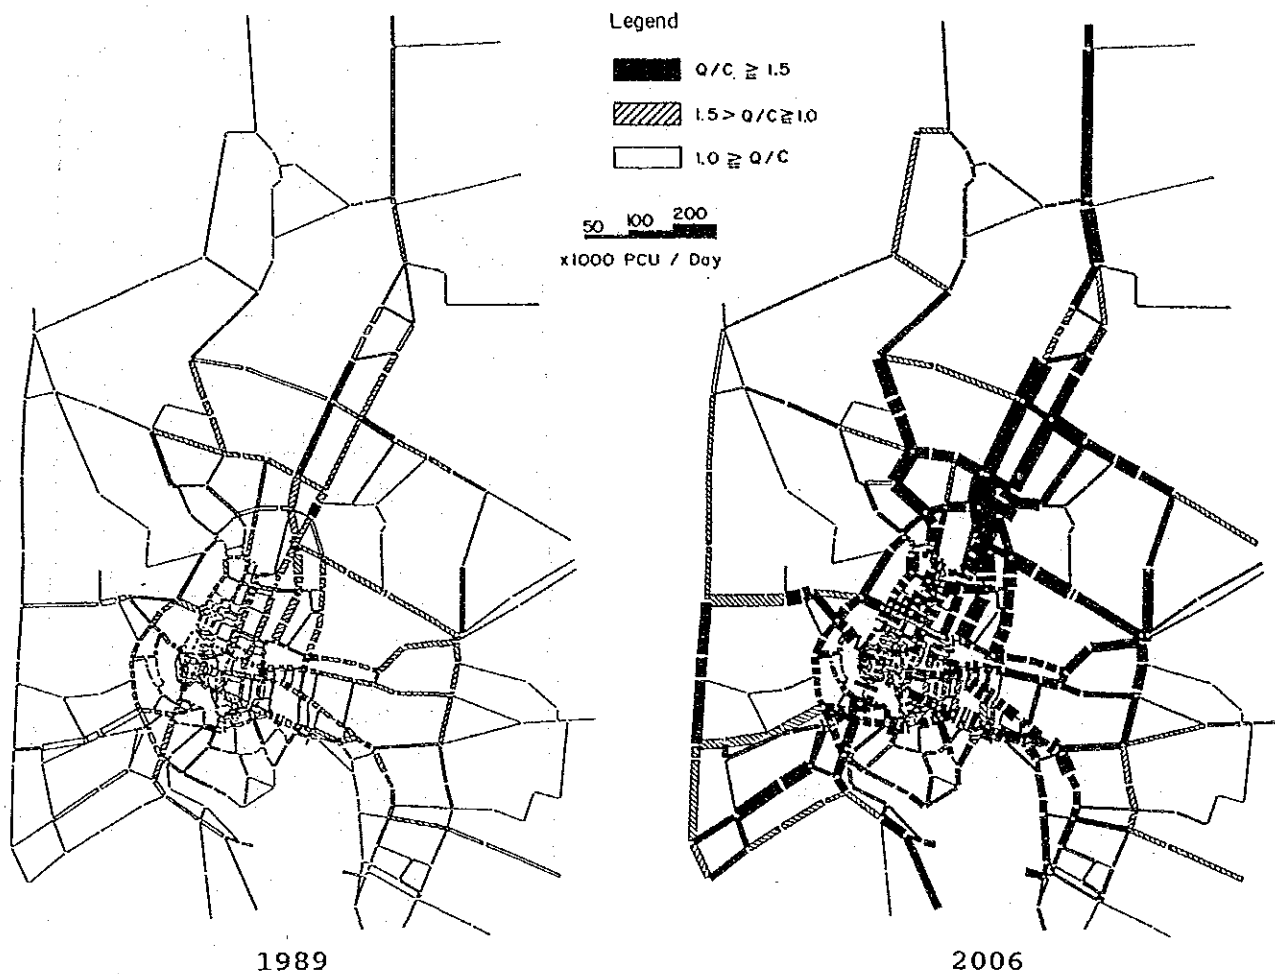 Legend
Q/C ≧ 1.5
1.5 > Q/C ≧ 1.0
1.0 ≧ Q/C
50 100 200
x1000 PCU / Day
1989
2006